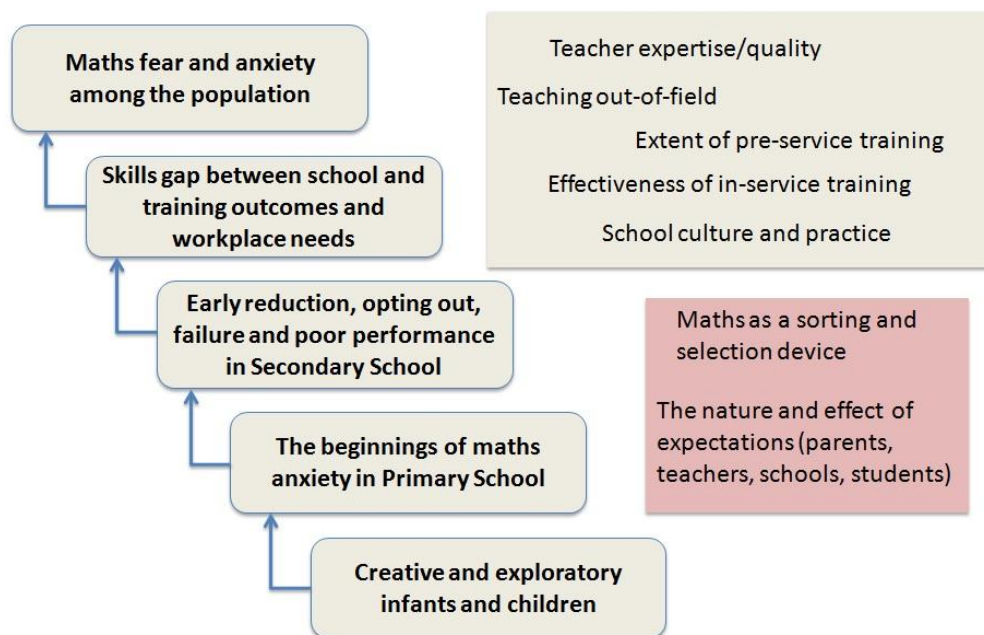 Maths fear and anxiety
among the population
Skills gap between school and
training outcomes and
workplace needs
Early reduction, opting out,
failure and poor performance
in Secondary School
The beginnings of maths
anxiety in Primary School
Creative and exploratory
infants and children
Teacher expertise/quality
Teaching out-of-field
Extent of pre-service training
Effectiveness of in-service training
School culture and practice
Maths as a sorting and
selection device
The nature and effect of
expectations (parents,
teachers, schools, students)